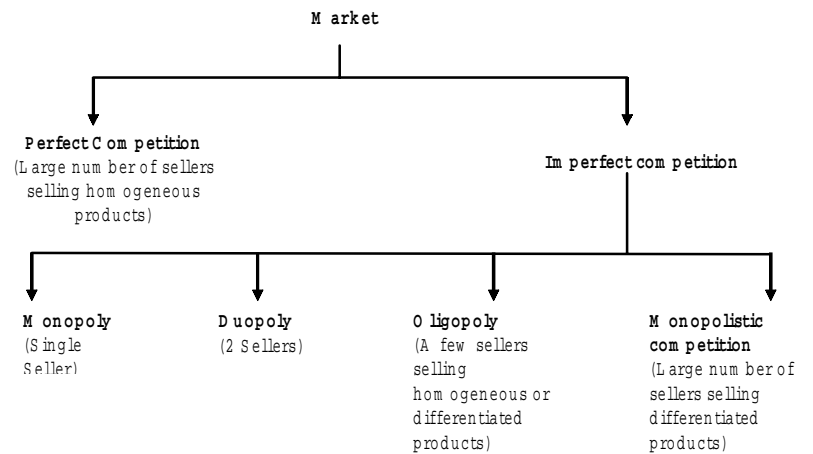 Market
Perfect Competition
(Large number of sellers
selling homogeneous
products)
Imperfect competition
Monopoly
(Single
Seller)
Duopoly
(2 Sellers)
Oligopoly
(A few sellers
selling
homogeneous or
differentiated
products)
Monopolistic
competition
(Large number of
sellers selling
differentiated
products)